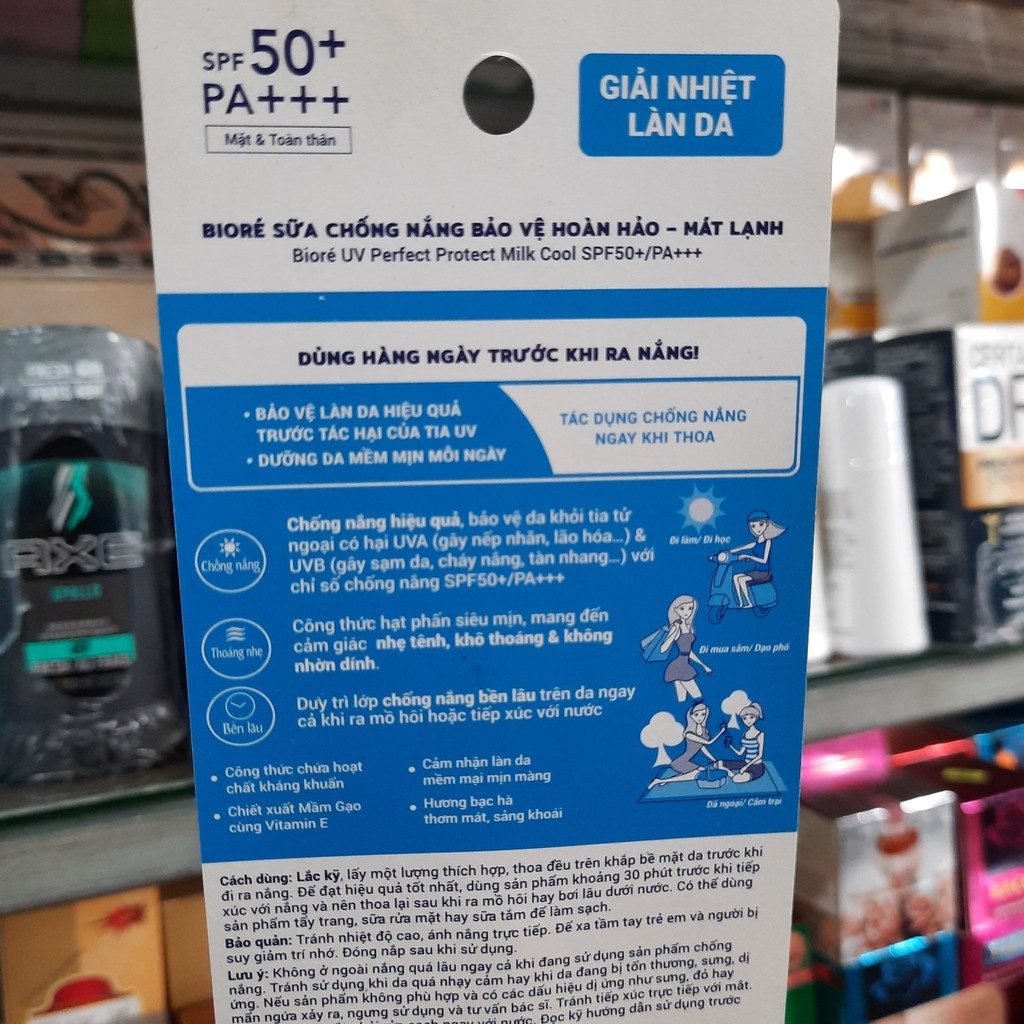 SPF 50+
PA+++
Mặt & Toàn thân
GIẢI NHIỆT
LÀN DA
BIORÉ SỮA CHỐNG NẮNG BẢO VỆ HOÀN HẢO – MÁT LẠNH
Bioré UV Perfect Protect Milk Cool SPF50+/PA+++
DÙNG HÀNG NGÀY TRƯỚC KHI RA NẮNG!
• BẢO VỆ LÀN DA HIỆU QUẢ
TRƯỚC TÁC HẠI CỦA TIA UV
• DƯỠNG DA MỀM MỊN MỖI NGÀY
TÁC DỤNG CHỐNG NẮNG
NGAY KHI THOA
Chống nắng
Chống nắng hiệu quả, bảo vệ da khỏi tia tử
ngoại có hại UVA (gây nếp nhăn, lão hóa...) &
UVB (gây sạm da, cháy nắng, tàn nhang...) với
chỉ số chống nắng SPF50+/PA+++
Đi làm/ Đi học
Thoáng nhẹ
Công thức hạt phấn siêu mịn, mang đến
cảm giác nhẹ tênh, khô thoáng & không
nhờn dính.
Đi mua sắm/ Dạo phố
Bền lâu
Duy trì lớp chống nắng bền lâu trên da ngay
cả khi ra mồ hôi hoặc tiếp xúc với nước
Dã ngoại/ Cắm trại
• Công thức chứa hoạt
chất kháng khuẩn
• Chiết xuất Mầm Gạo
cùng Vitamin E
• Cảm nhận làn da
mềm mại mịn màng
• Hương bạc hà
thơm mát, sảng khoái
Cách dùng: Lắc kỹ, lấy một lượng thích hợp, thoa đều trên khắp bề mặt da trước khi
đi ra nắng. Để đạt hiệu quả tốt nhất, dùng sản phẩm khoảng 30 phút trước khi tiếp
xúc với nắng và nên thoa lại sau khi ra mồ hôi hay bơi lâu dưới nước. Có thể dùng
sản phẩm tẩy trang, sữa rửa mặt hay sữa tắm để làm sạch.
Bảo quản: Tránh nhiệt độ cao, ánh nắng trực tiếp. Để xa tầm tay trẻ em và người bị
suy giảm trí nhớ. Đóng nắp sau khi sử dụng.
Lưu ý: Không ở ngoài nắng quá lâu ngay cả khi đang sử dụng sản phẩm chống
nắng. Tránh sử dụng khi da quá nhạy cảm hay khi da đang bị tổn thương, sưng, dị
ứng. Nếu sản phẩm không phù hợp và có các dấu hiệu dị ứng như sưng, đỏ hay
mẩn ngứa xảy ra, ngưng sử dụng và tư vấn bác sĩ. Tránh tiếp xúc trực tiếp với mắt.
ngay với nước. Đọc kỹ hướng dẫn sử dụng trước
AXE